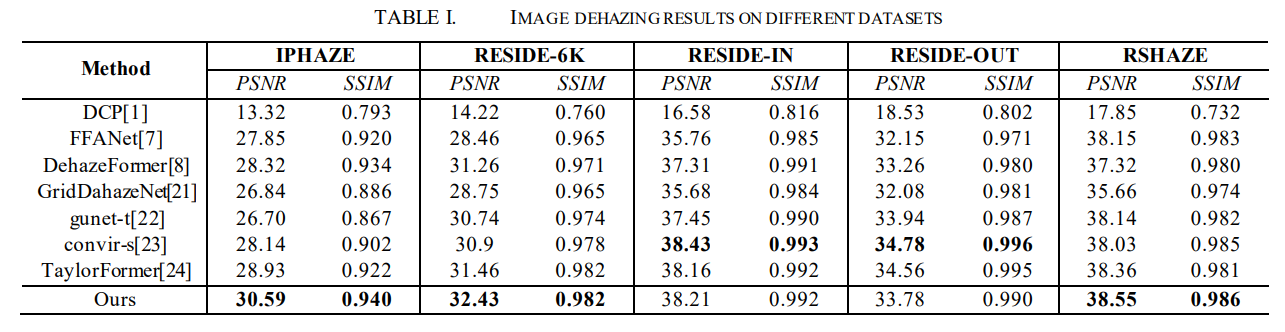 TABLE I. IMAGE DEHAZING RESULTS ON DIFFERENT DATASETS
Method IPHAZE RESIDE-6K RESIDE-IN RESIDE-OUT RSHAZE
PSNR SSIM PSNR SSIM PSNR SSIM PSNR SSIM PSNR SSIM
DCP[1] 13.32 0.793 14.22 0.760 16.58 0.816 18.53 0.802 17.85 0.732
FFANet[7] 27.85 0.920 28.46 0.965 35.76 0.985 32.15 0.971 38.15 0.983
DehazeFormer[8] 28.32 0.934 31.26 0.971 37.31 0.991 33.26 0.980 37.32 0.980
GridDahazeNet[21] 26.84 0.886 28.75 0.965 35.68 0.984 32.08 0.981 35.66 0.974
gunet-t[22] 26.70 0.867 30.74 0.974 37.45 0.990 33.94 0.987 38.14 0.982
convir-s[23] 28.14 0.902 30.9 0.978 38.43 0.993 34.78 0.996 38.03 0.985
TaylorFormer[24] 28.93 0.922 31.46 0.982 38.16 0.992 34.56 0.995 38.36 0.981
Ours 30.59 0.940 32.43 0.982 38.21 0.992 33.78 0.990 38.55 0.986